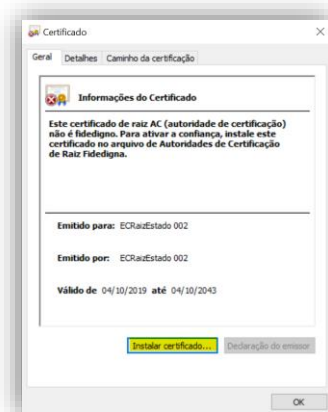 Certificado
Geral Detalhes Caminho da certificação
Informações do Certificado
Este certificado de raiz AC (autoridade de certificação)
não é fidedigno. Para ativar a confiança, instale este
certificado no arquivo de Autoridades de Certificação
de Raiz Fidedigna.
Emitido para: ECRaizEstado 002
Emitido por: ECRaizEstado 002
Válido de 04/10/2019 até 04/10/2043
Instalar certificado... Declaração do emissor
OK